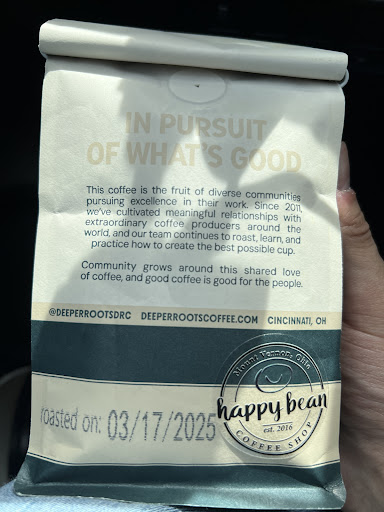 IN PURSUIT
OF WHAT'S GOOD
This coffee is the fruit of diverse communities
pursuing excellence in their work. Since 2011,
we've cultivated meaningful relationships with
extraordinary coffee producers around the
world, and our team continues to roast, learn, and
practice how to create the best possible cup.
Community grows around this shared love
of coffee, and good coffee is good for the people.
@DEEPERROOTSDRC DEEPERROOTSCOFFEE.COM CINCINNATI, OH
Mount Vernon, Ohio
happy bean
est. 2016
COFFEE SHOP
roasted on: 03/17/2025